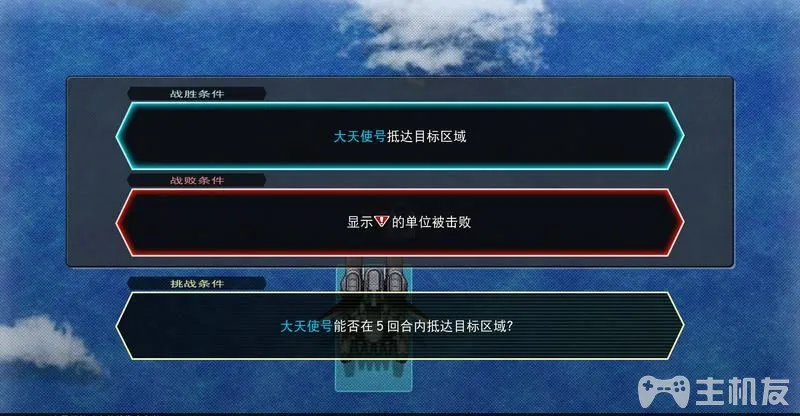 战胜条件
大天使号抵达目标区域
战败条件
显示的单位被击败
挑战条件
大天使号能否在5回合内抵达目标区域?
主机友